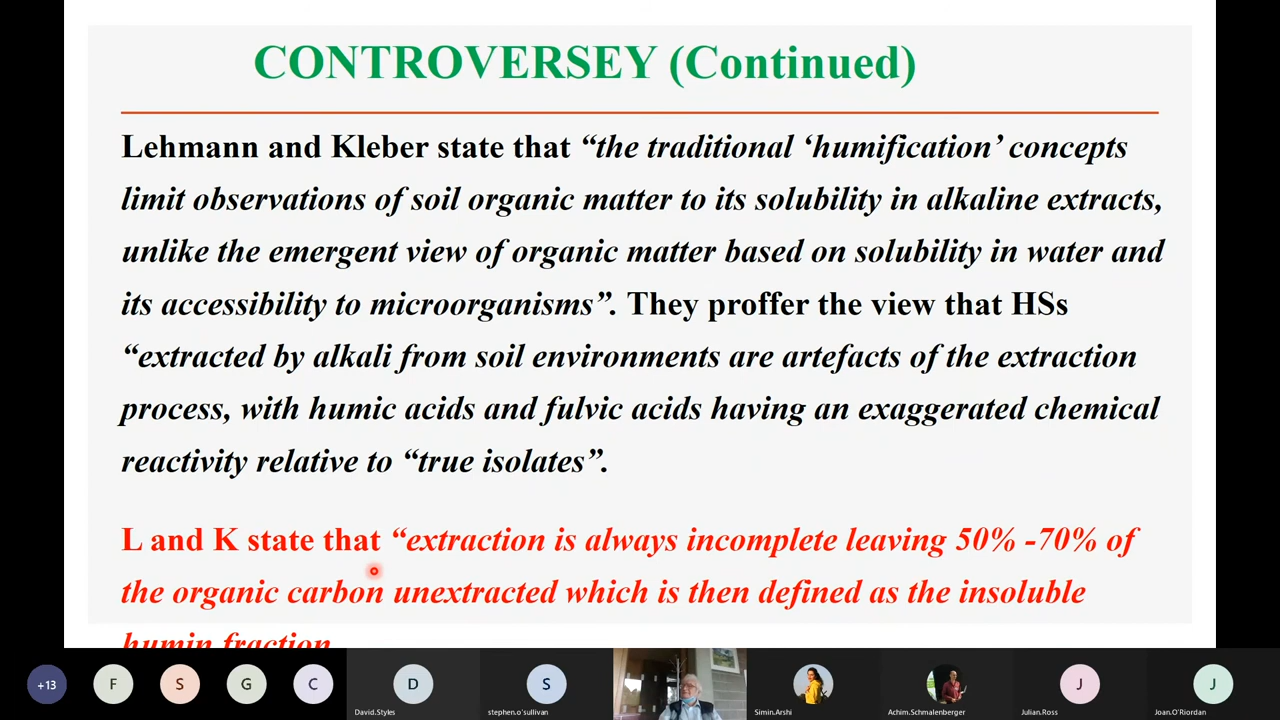 CONTROVERSEY (Continued)
Lehmann and Kleber state that “the traditional ‘humification’ concepts
limit observations of soil organic matter to its solubility in alkaline extracts,
unlike the emergent view of organic matter based on solubility in water and
its accessibility to microorganisms”. They proffer the view that HSs
“extracted by alkali from soil environments are artefacts of the extraction
process, with humic acids and fulvic acids having an exaggerated chemical
reactivity relative to “true isolates”.
L and K state that “extraction is always incomplete leaving 50% -70% of
the organic carbon unextracted which is then defined as the insoluble
humin fraction
+13 F S G C D S J J
David.Styles stephen.o'sullivan Simin.Arshi Achim.Schmalenberger Julian.Ross Joan.O'Riordan